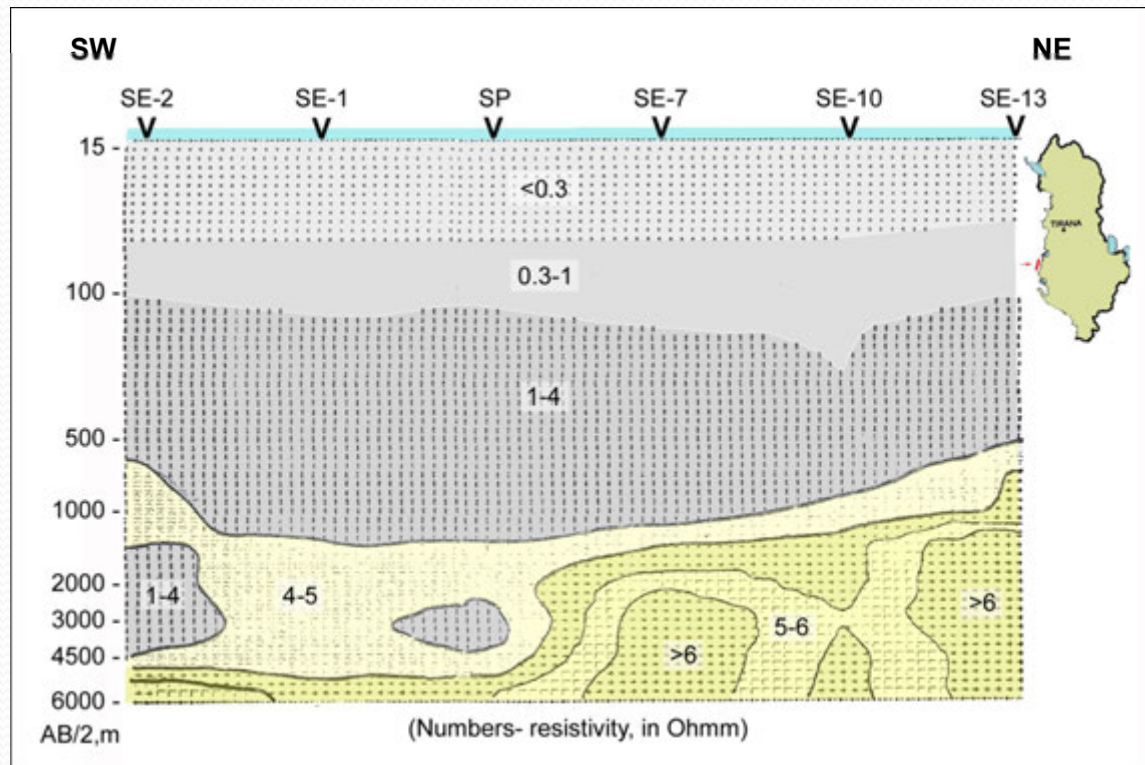 SW
NE
SE-2 SE-1 SP SE-7 SE-10 SE-13
15
<0.3
TIRANA
0.3-1
100
1-4
500
1000
2000
1-4 4-5
>6
3000
5-6
4500
>6
6000
AB/2,m
(Numbers- resistivity, in Ohmm)